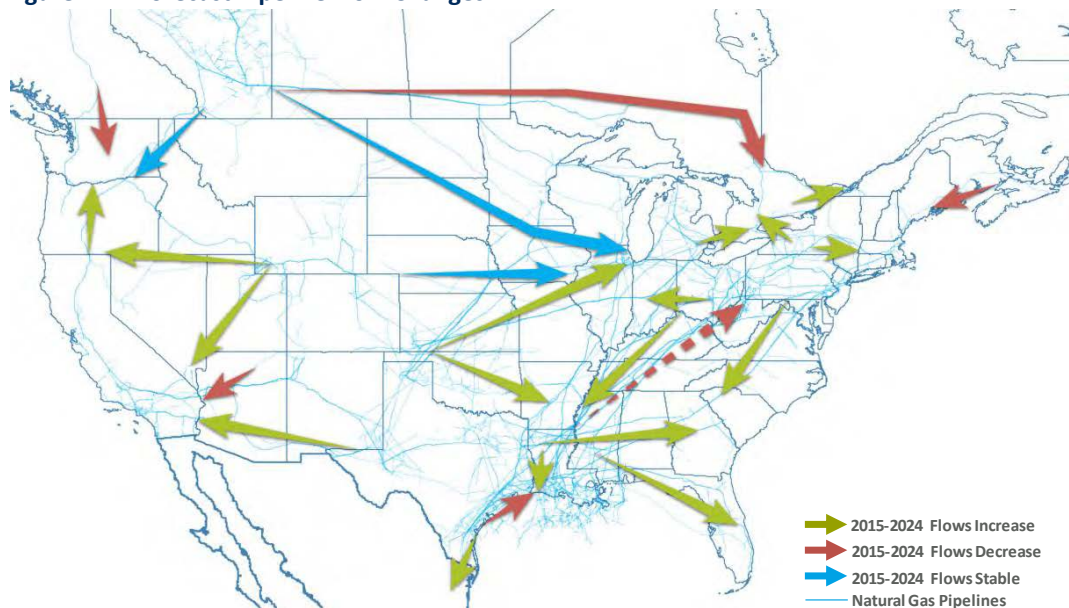 2015-2024 Flows Increase
2015-2024 Flows Decrease
2015-2024 Flows Stable
Natural Gas Pipelines